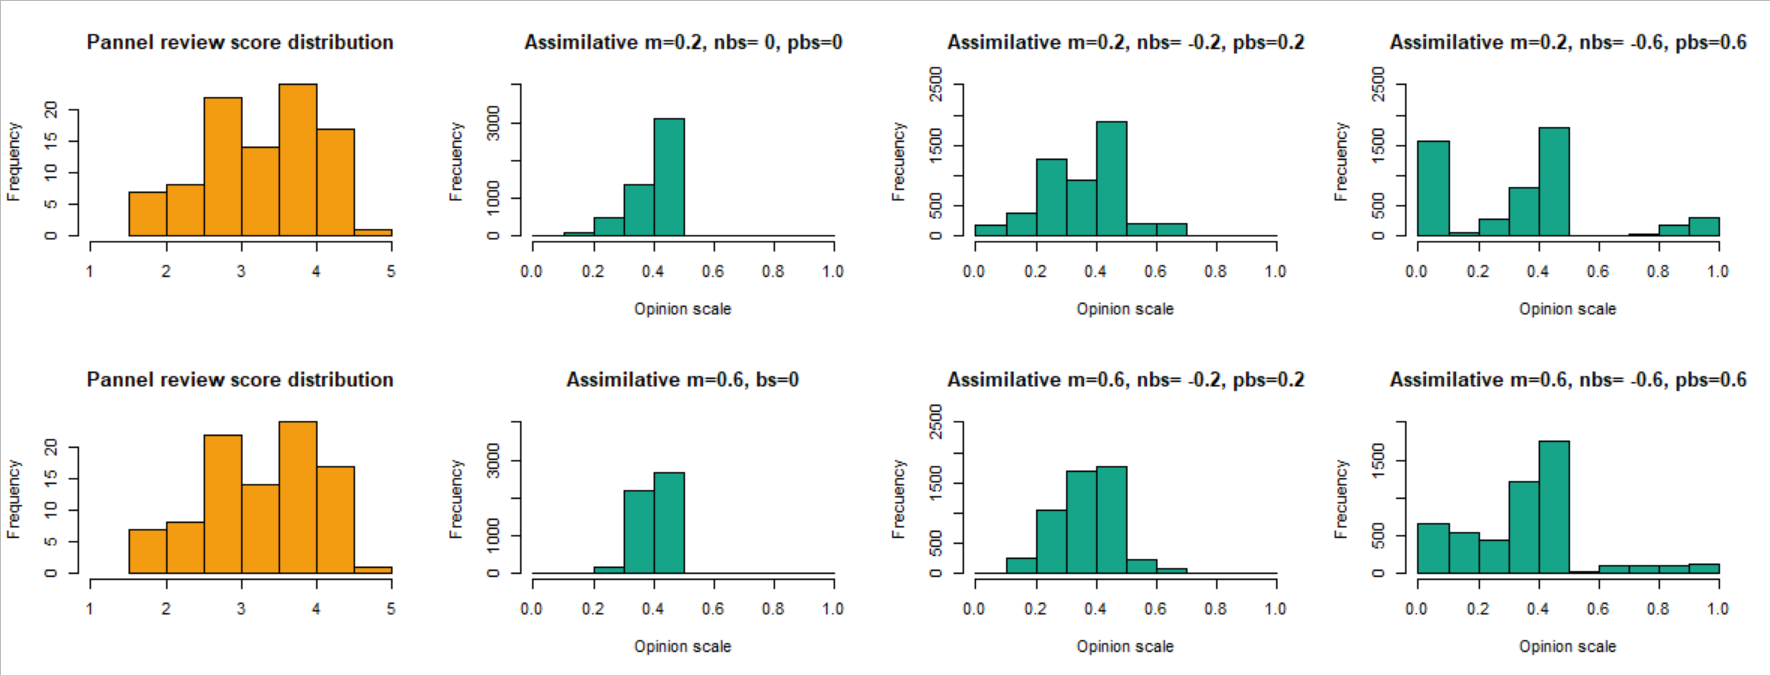 Pannel review score distribution
Assimilative m=0.2, nbs= 0, pbs=0
Assimilative m=0.2, nbs= -0.2, pbs=0.2
Assimilative m=0.2, nbs= -0.6, pbs=0.6
Frequency
0 5 10 15 20
1 2 3 4 5
Frecuency
0 1000 3000
0.0 0.2 0.4 0.6 0.8 1.0
Opinion scale
Frecuency
0 500 1500 2500
0.0 0.2 0.4 0.6 0.8 1.0
Opinion scale
Frecuency
0 500 1500 2500
0.0 0.2 0.4 0.6 0.8 1.0
Opinion scale
Pannel review score distribution
Assimilative m=0.6, bs=0
Assimilative m=0.6, nbs= -0.2, pbs=0.2
Assimilative m=0.6, nbs= -0.6, pbs=0.6
Frequency
0 5 10 15 20
1 2 3 4 5
Frecuency
0 1000 3000
0.0 0.2 0.4 0.6 0.8 1.0
Opinion scale
Frecuency
0 500 1500 2500
0.0 0.2 0.4 0.6 0.8 1.0
Opinion scale
Frecuency
0 500 1500
0.0 0.2 0.4 0.6 0.8 1.0
Opinion scale